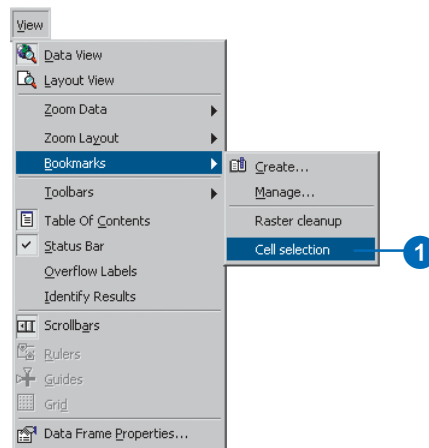 View
Data View
Layout View
Zoom Data
Zoom Layout
Bookmarks
Create...
Manage...
Toolbars
Table Of Contents
Raster cleanup
Status Bar
Cell selection
1
Overflow Labels
Identify Results
Scrollbars
Rulers
Guides
Grid
Data Frame Properties...